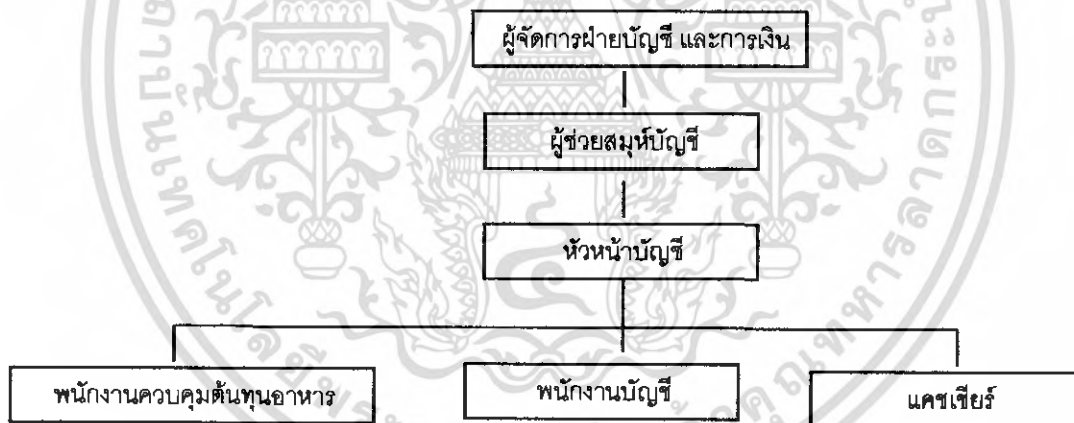 ผู้จัดการฝ่ายบัญชี และการเงิน
ผู้ช่วยสมุห์บัญชี
หัวหน้าบัญชี
พนักงานควบคุมต้นทุนอาหาร
พนักงานบัญชี
แคชเชียร์